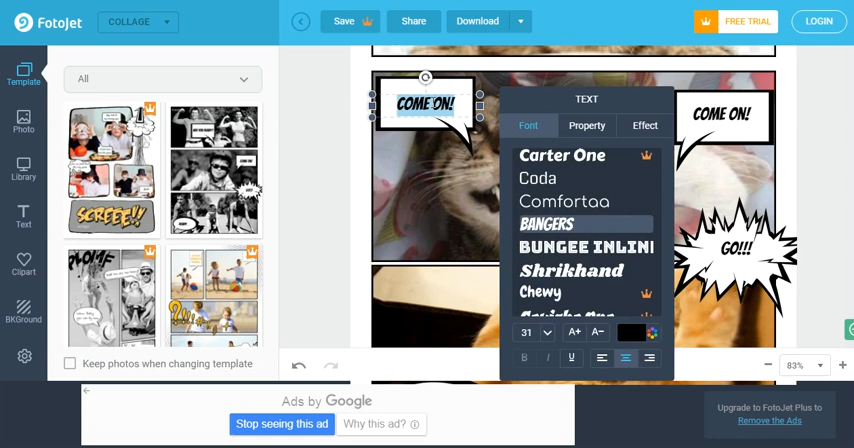 FotoJet
COLLAGE
Save
Share
Download
FREE TRIAL
LOGIN
Template
Photo
Library
Text
Clipart
BKGround
All
SCREEE!!
Keep photos when changing template
COME ON!
COME ON!
GO!!!
TEXT
Font
Property
Effect
Carter One
Coda
Comfortaa
BANGERS
BUNGEE INLINE
Shrikhand
Chewy
31
A+
A-
B
I
U
83%
Ads by Google
Stop seeing this ad
Why this ad?
Upgrade to FotoJet Plus to
Remove the Ads